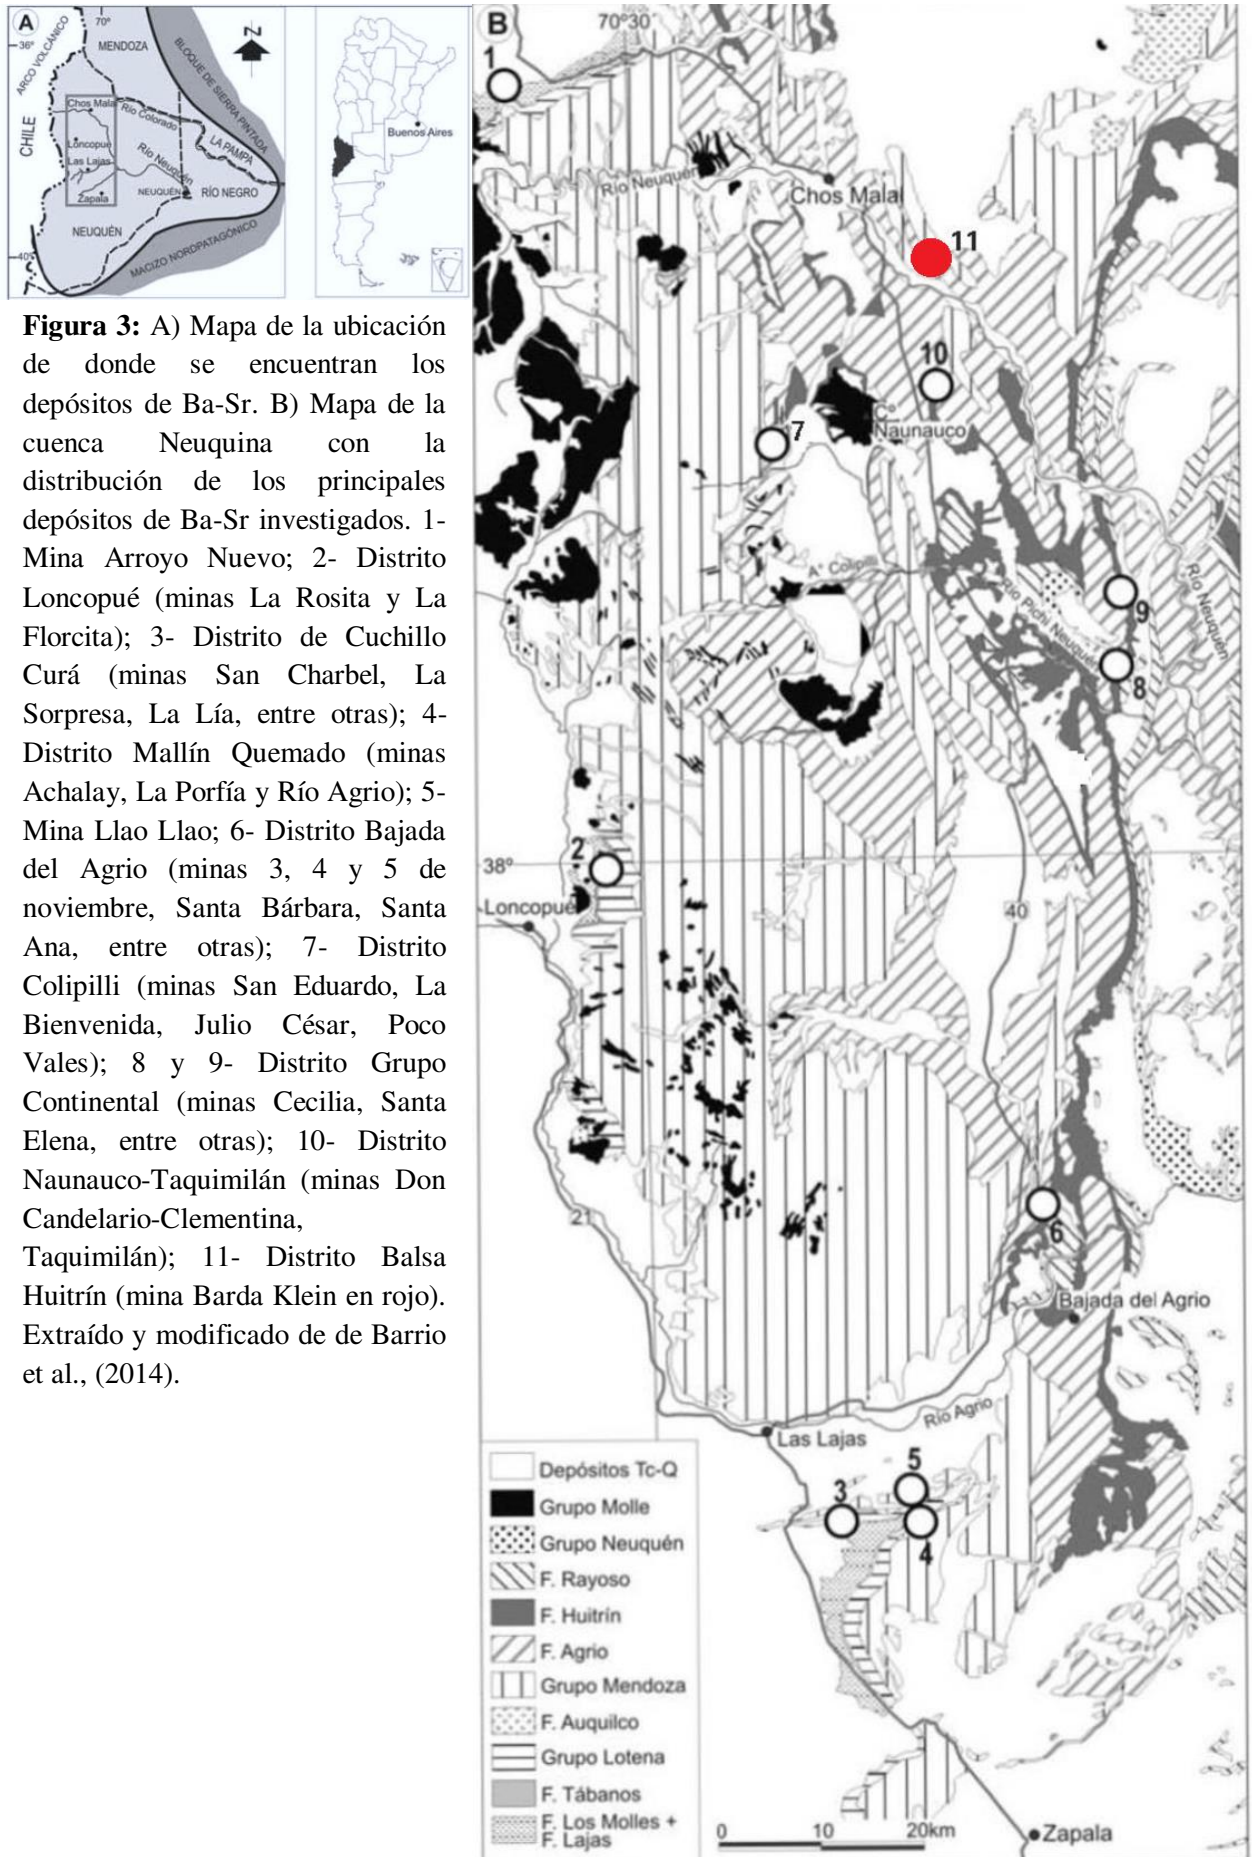 A
70°
36º
MENDOZA
ARCO VOLCÁNICO
BLOQUE DE SIERRA PINTADA
N
CHILE
Chos Malal
Río Colorado
Loncopué
LA PAMPA
Las Lajas
Río Neuquén
NEUQUÉN
RÍO NEGRO
Zapala
NEUQUÉN
MACIZO NORDPATAGÓNICO
40º
Buenos Aires
Figura 3: A) Mapa de la ubicación
de donde se encuentran los
depósitos de Ba-Sr. B) Mapa de la
cuenca Neuquina con la
distribución de los principales
depósitos de Ba-Sr investigados. 1-
Mina Arroyo Nuevo; 2- Distrito
Loncopué (minas La Rosita y La
Florcita); 3- Distrito de Cuchillo
Curá (minas San Charbel, La
Sorpresa, La Lía, entre otras); 4-
Distrito Mallín Quemado (minas
Achalay, La Porfía y Río Agrio); 5-
Mina Llao Llao; 6- Distrito Bajada
del Agrio (minas 3, 4 y 5 de
noviembre, Santa Bárbara, Santa
Ana, entre otras); 7- Distrito
Colipilli (minas San Eduardo, La
Bienvenida, Julio César, Poco
Vales); 8 y 9- Distrito Grupo
Continental (minas Cecilia, Santa
Elena, entre otras); 10- Distrito
Naunauco-Taquimilán (minas Don
Candelario-Clementina,
Taquimilán); 11- Distrito Balsa
Huitrín (mina Barda Klein en rojo).
Extraído y modificado de de Barrio
et al., (2014).
B
70º30
1
Río Neuquén
Chos Malal
11
10
C°
Naunauco
7
A° Colipilli
Río Pichi Neuquén
Río Neuquén
9
8
38º
2
Loncopué
40
21
6
Bajada del Agrio
Río Agrio
Las Lajas
5
3
4
Depósitos Tc-Q
Grupo Molle
Grupo Neuquén
F. Rayoso
F. Huitrín
F. Agrio
Grupo Mendoza
F. Auquilco
Grupo Lotena
F. Tábanos
F. Los Molles +
F. Lajas
0 10 20km
Zapala